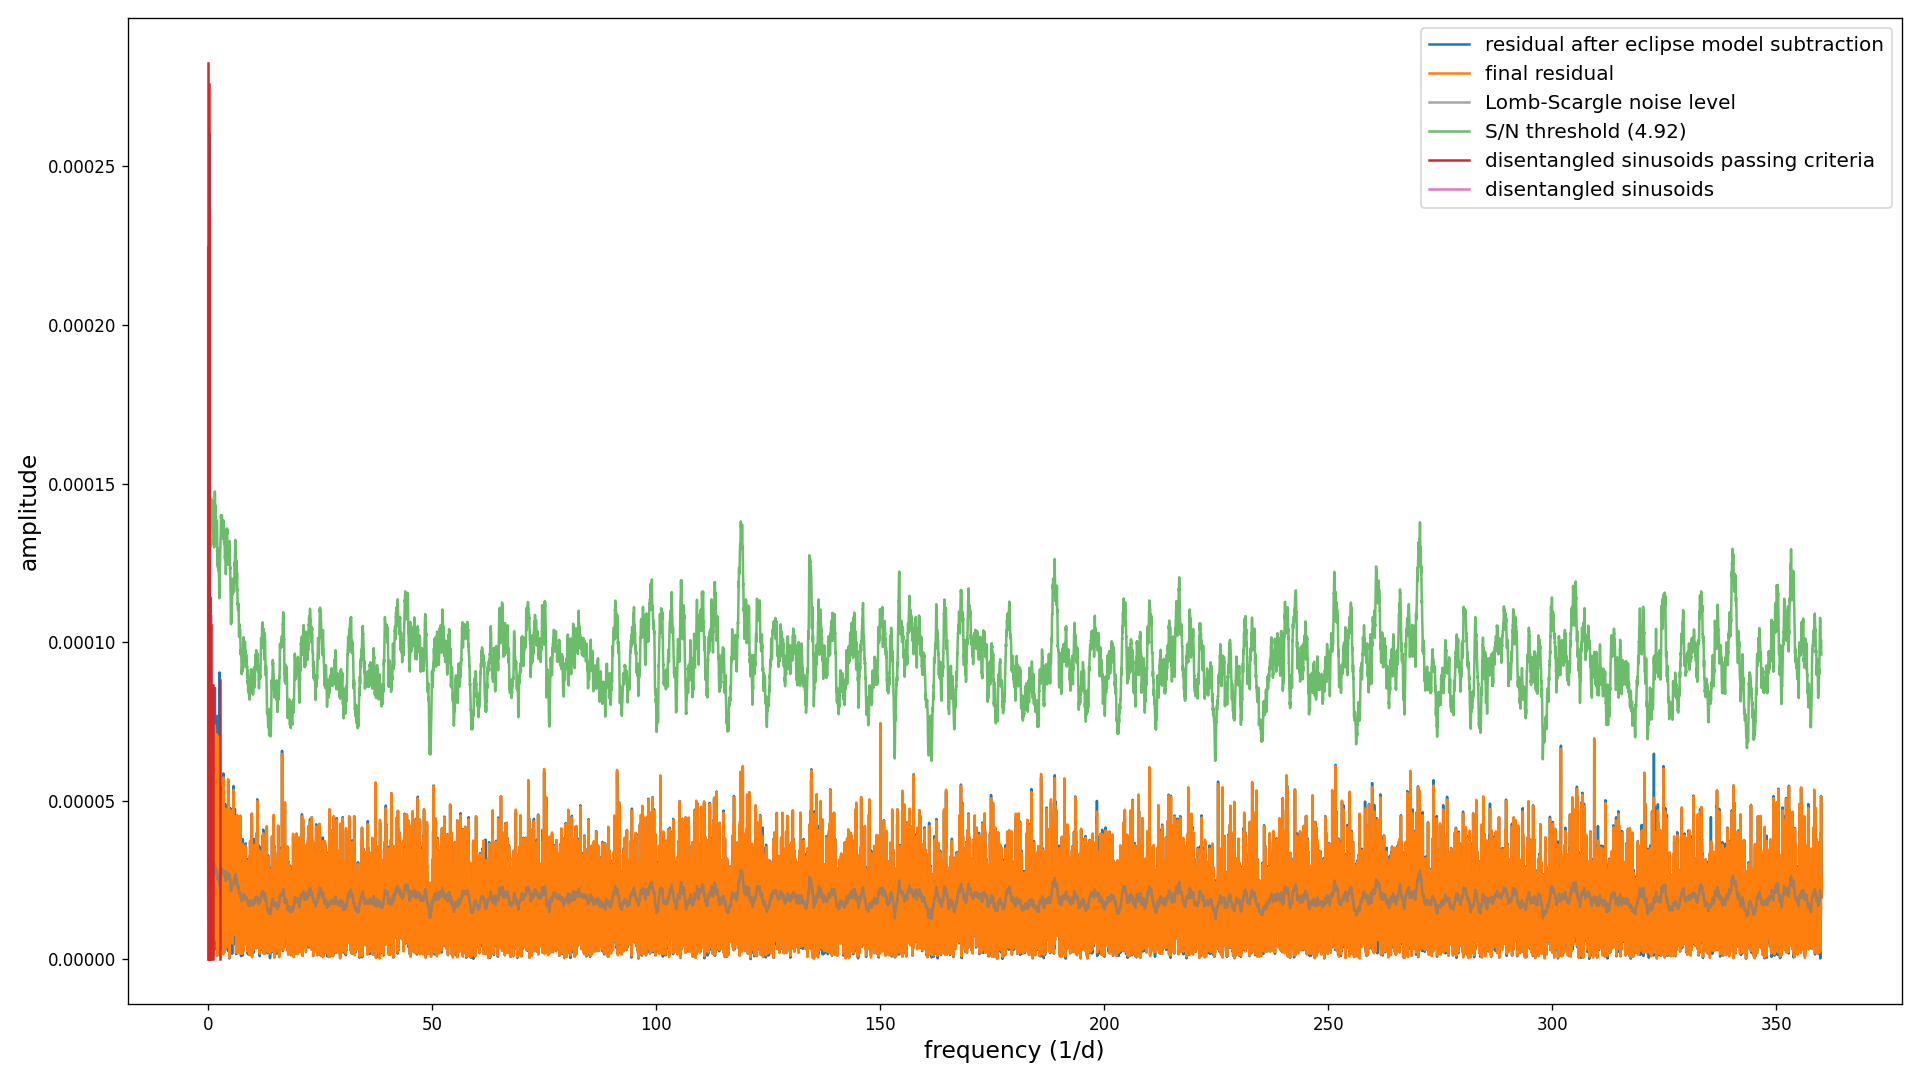 residual after eclipse model subtraction
final residual
Lomb-Scargle noise level
S/N threshold (4.92)
disentangled sinusoids passing criteria
disentangled sinusoids
0.00025
0.00020
0.00015
0.00010
0.00005
0.00000
amplitude
0 50 100 150 200 250 300 350
frequency (1/d)